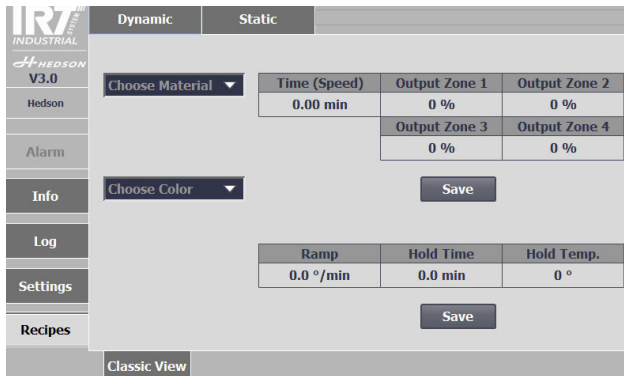 IRT SYSTEM
INDUSTRIAL
HEDSON
V3.0
Hedson
Alarm
Info
Log
Settings
Recipes
Dynamic Static
Choose Material
Time (Speed) Output Zone 1 Output Zone 2
0.00 min 0 % 0 %
Output Zone 3 Output Zone 4
0 % 0 %
Choose Color
Save
Ramp Hold Time Hold Temp.
0.0 °/min 0.0 min 0 °
Save
Classic View